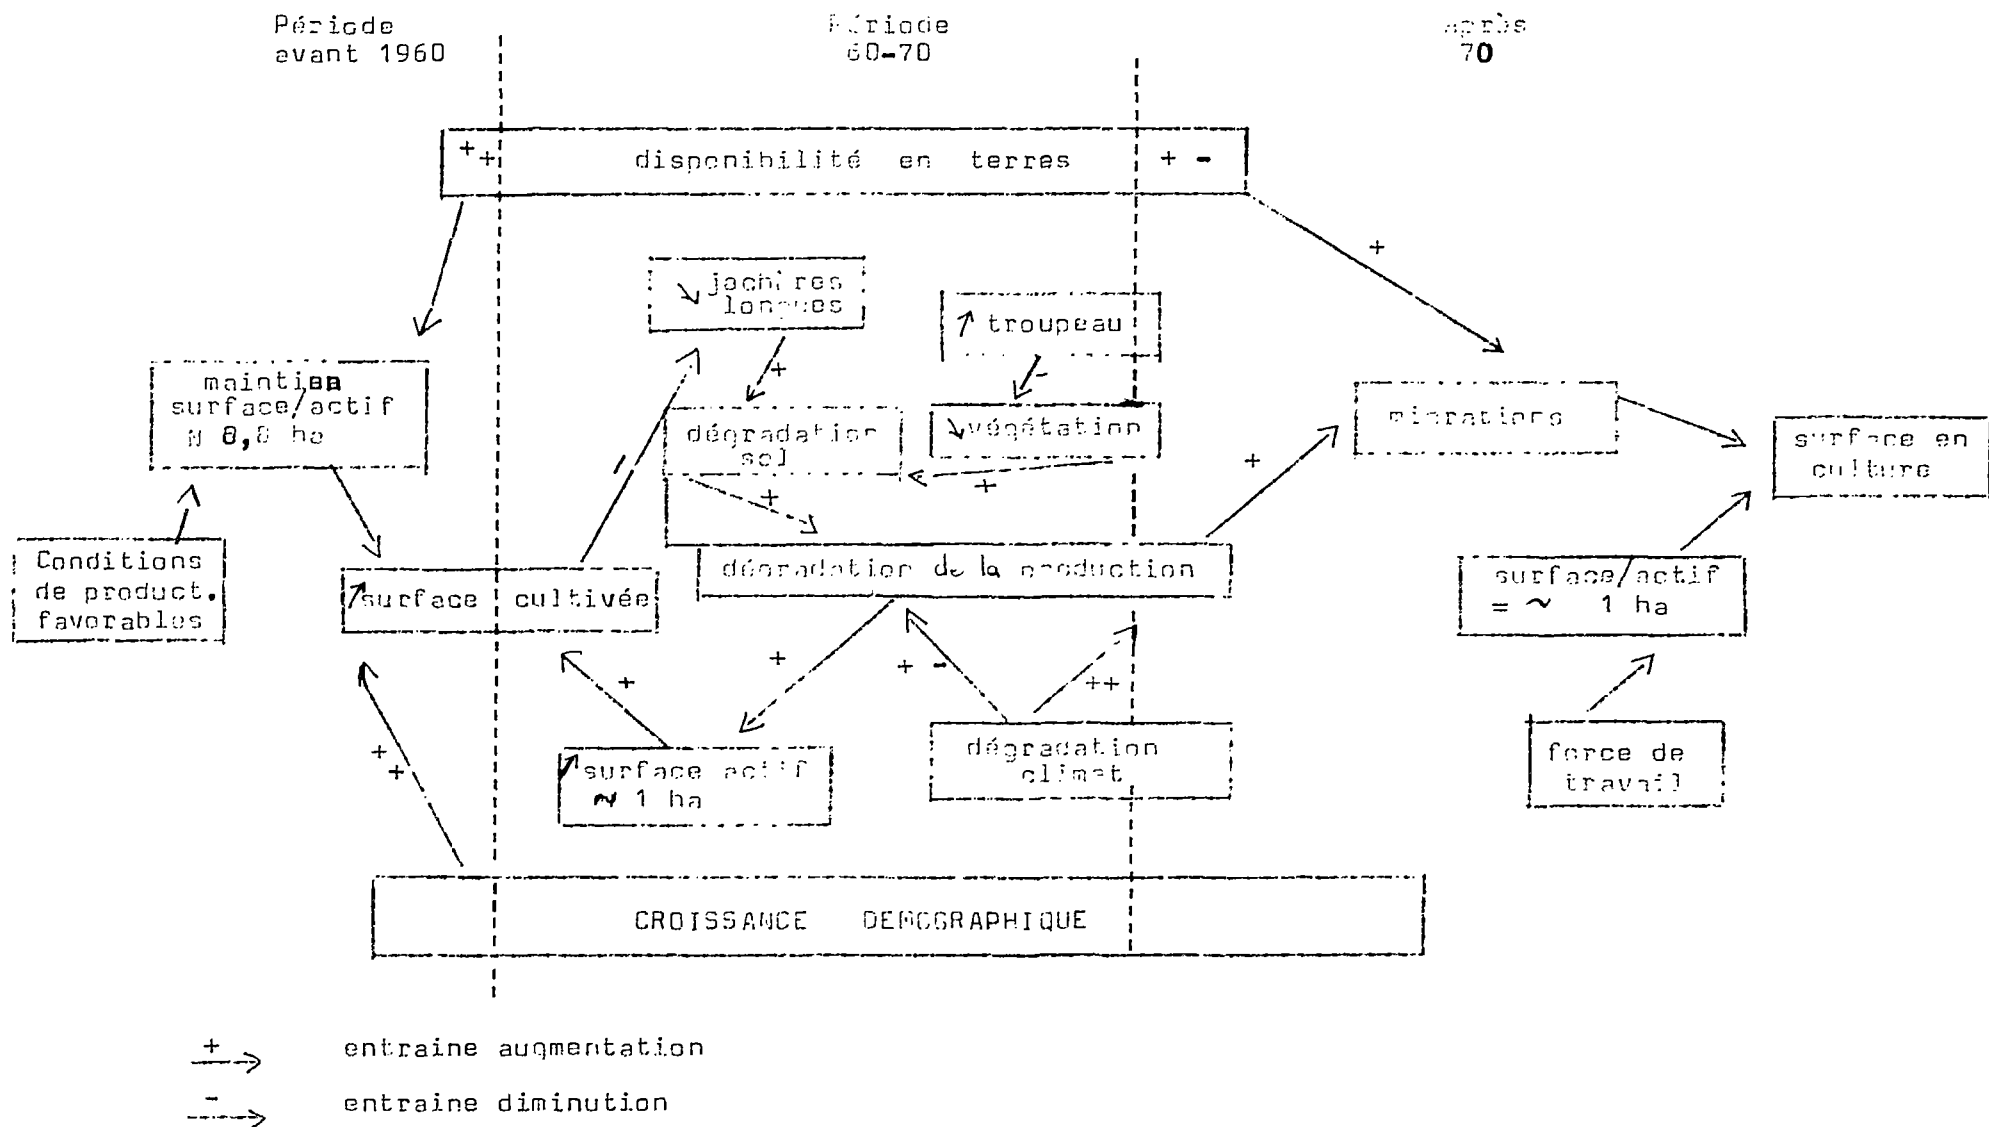 Période
avant 1960
Période
60-70
après
70
++ disponibilité en terres + -
+
↘ jachères
longues
↗ troupeau
+
-
maintien
surface/actif
≈ 0,8 ha
dégradation
sol
↘ végétation
migrations
surface en
culture
-
+
+
+
Conditions
de product.
favorables
↗ surface cultivée
dégradation de la production
surface/actif
= ~ 1 ha
+
+
+ -
++
++
↗ surface actif
~ 1 ha
dégradation
climat
force de
travail
CROISSANCE DEMOGRAPHIQUE
+ entraine augmentation
- entraine diminution